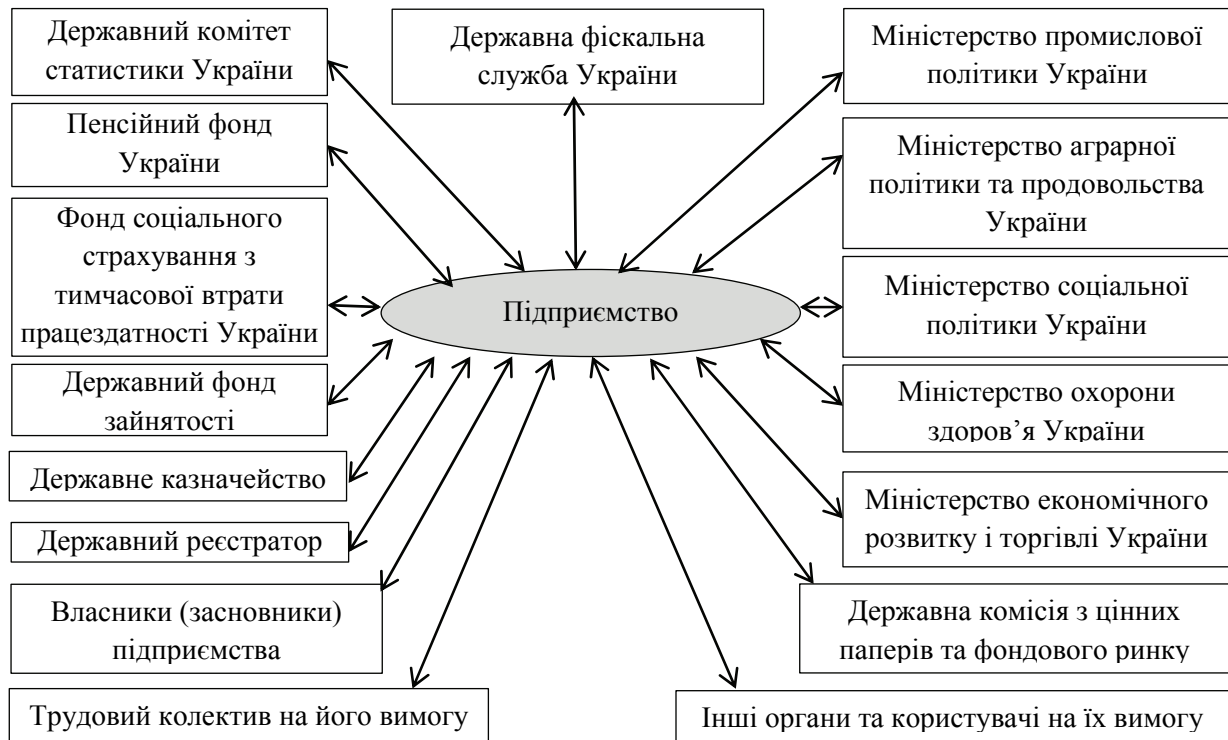 Державний комітет
статистики України
Державна фіскальна
служба України
Міністерство промислової
політики України
Пенсійний фонд
України
Міністерство аграрної
політики та продовольства
України
Фонд соціального
страхування з
тимчасової втрати
працездатності України
Підприємство
Міністерство соціальної
політики України
Державний фонд
зайнятості
Міністерство охорони
здоров’я України
Державне казначейство
Міністерство економічного
розвитку і торгівлі України
Державний реєстратор
Власники (засновники)
підприємства
Державна комісія з цінних
паперів та фондового ринку
Трудовий колектив на його вимогу
Інші органи та користувачі на їх вимогу